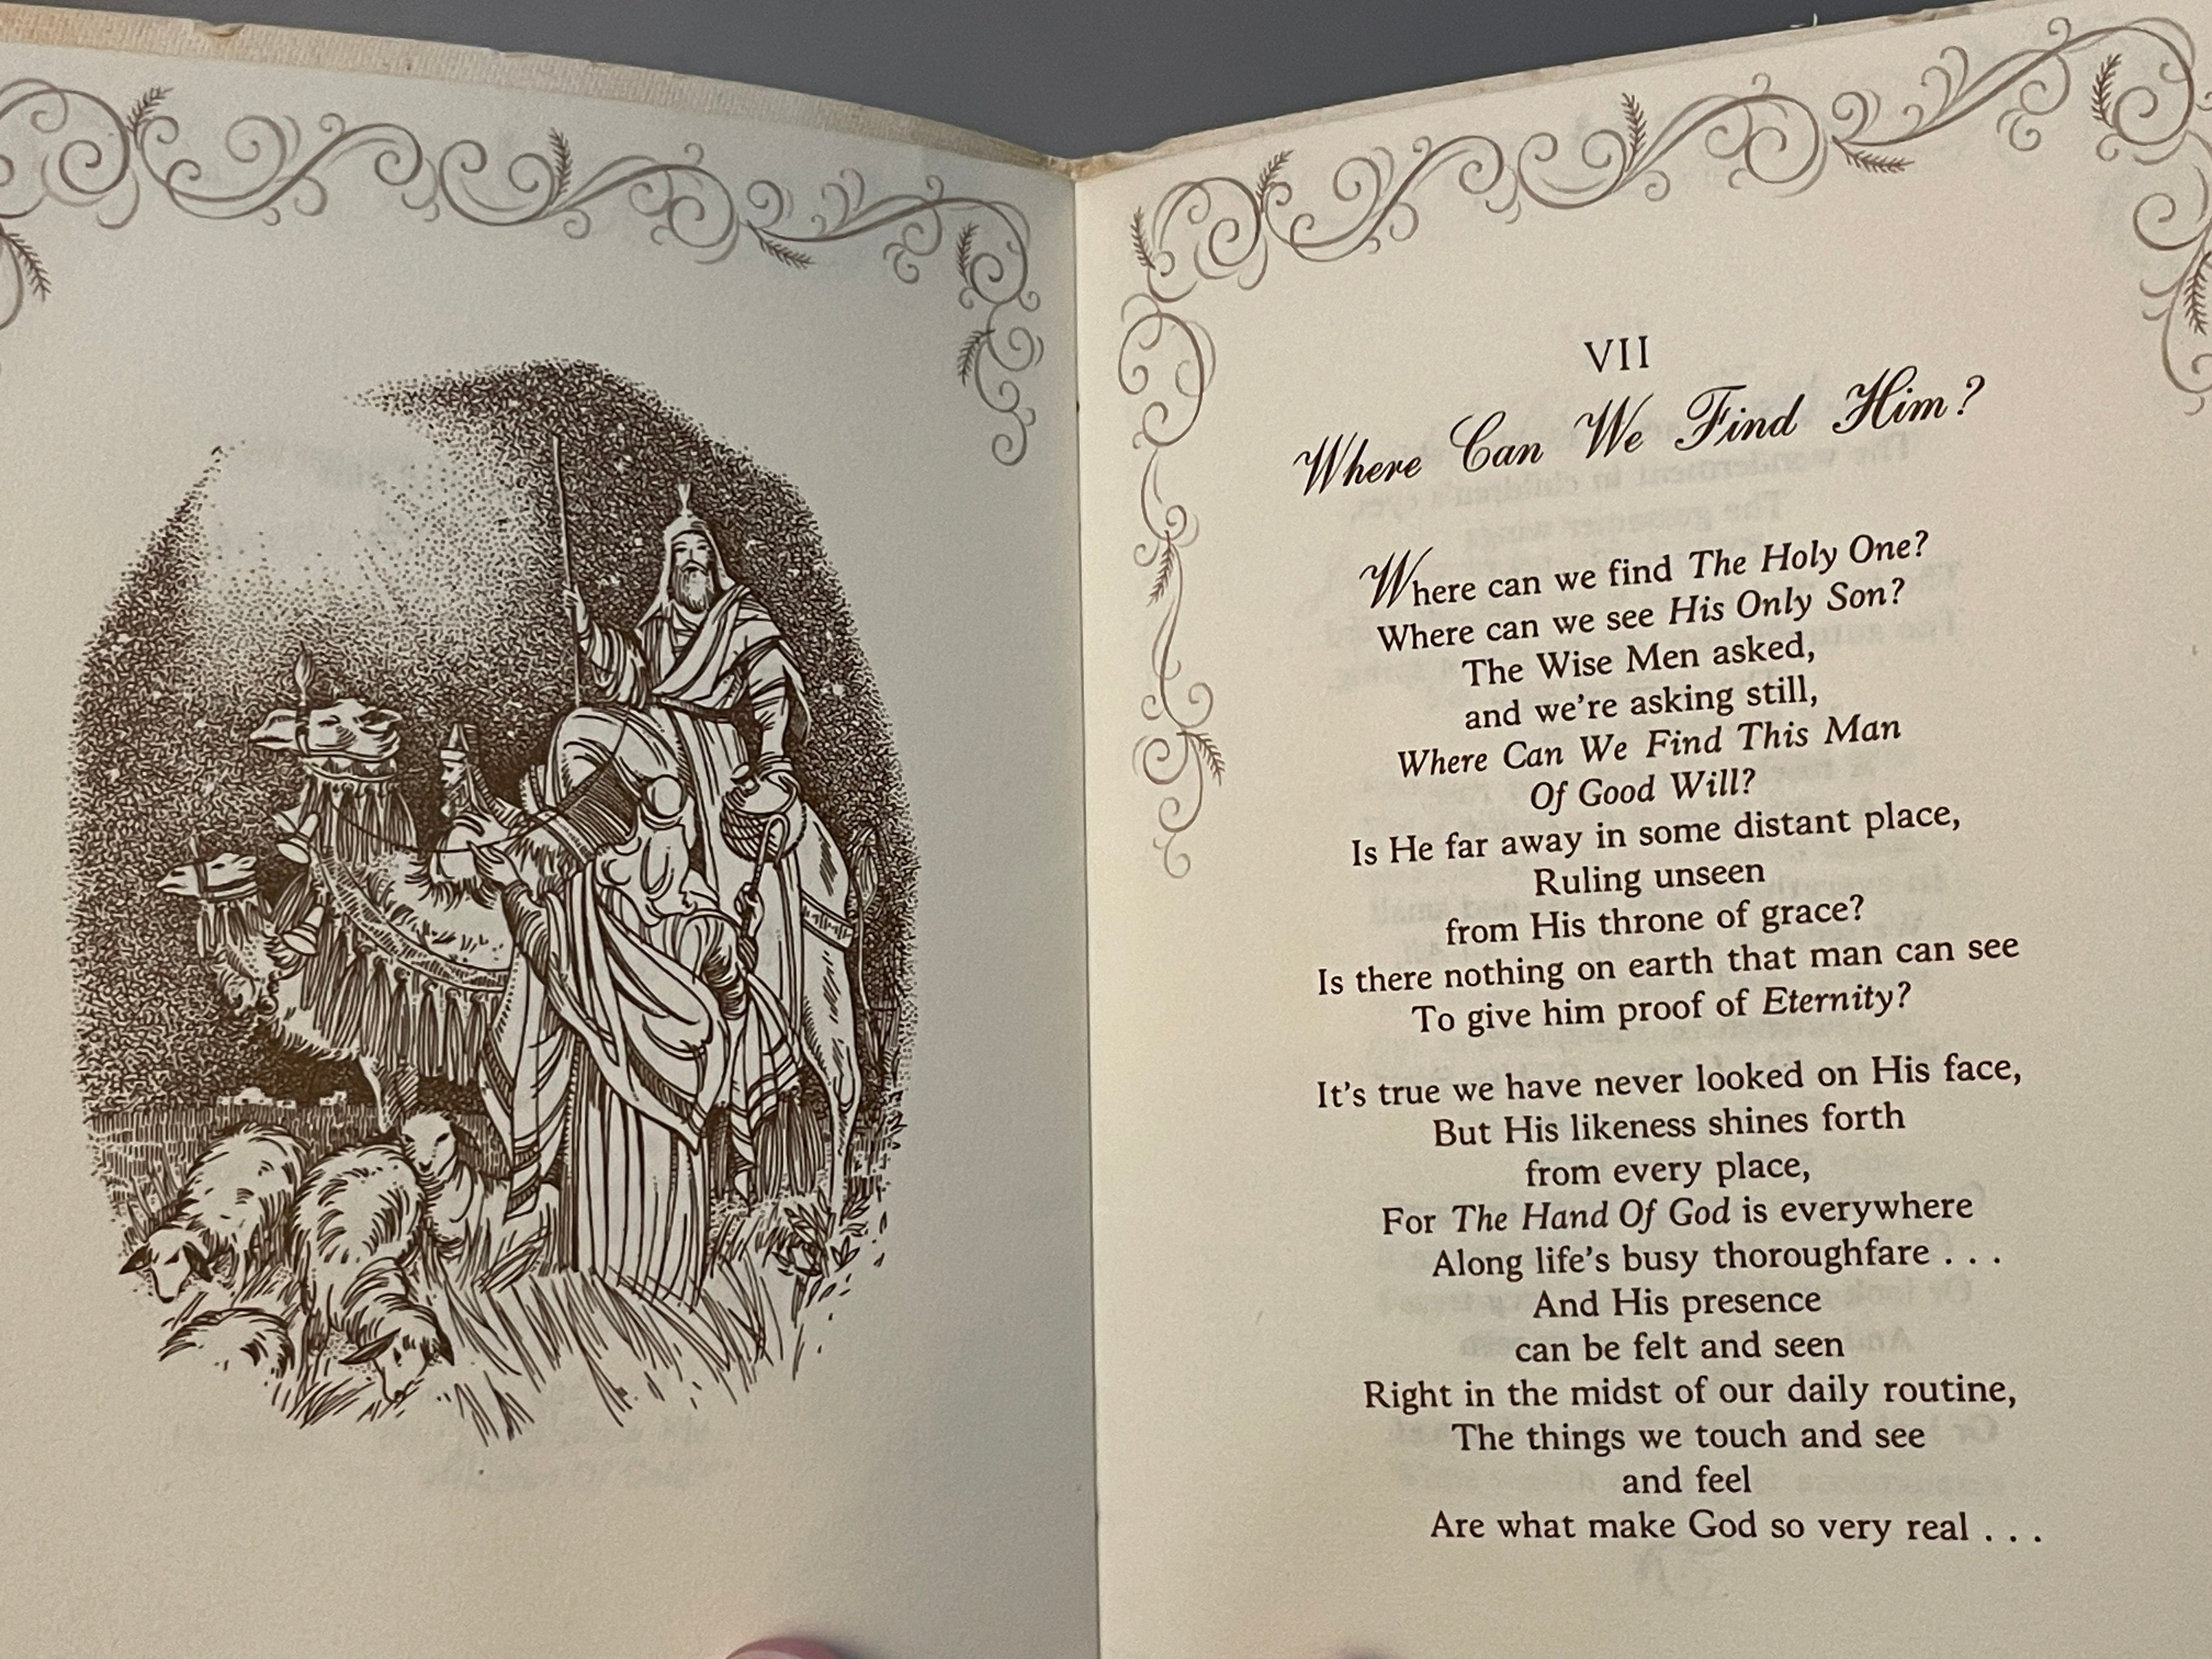 VII
Where Can We Find Him?
Where can we find The Holy One?
Where can we see His Only Son?
The Wise Men asked,
and we're asking still,
Where Can We Find This Man
Of Good Will?
Is He far away in some distant place,
Ruling unseen
from His throne of grace?
Is there nothing on earth that man can see
To give him proof of Eternity?
It's true we have never looked on His face,
But His likeness shines forth
from every place,
For The Hand Of God is everywhere
Along life's busy thoroughfare . . .
And His presence
can be felt and seen
Right in the midst of our daily routine,
The things we touch and see
and feel
Are what make God so very real . . .